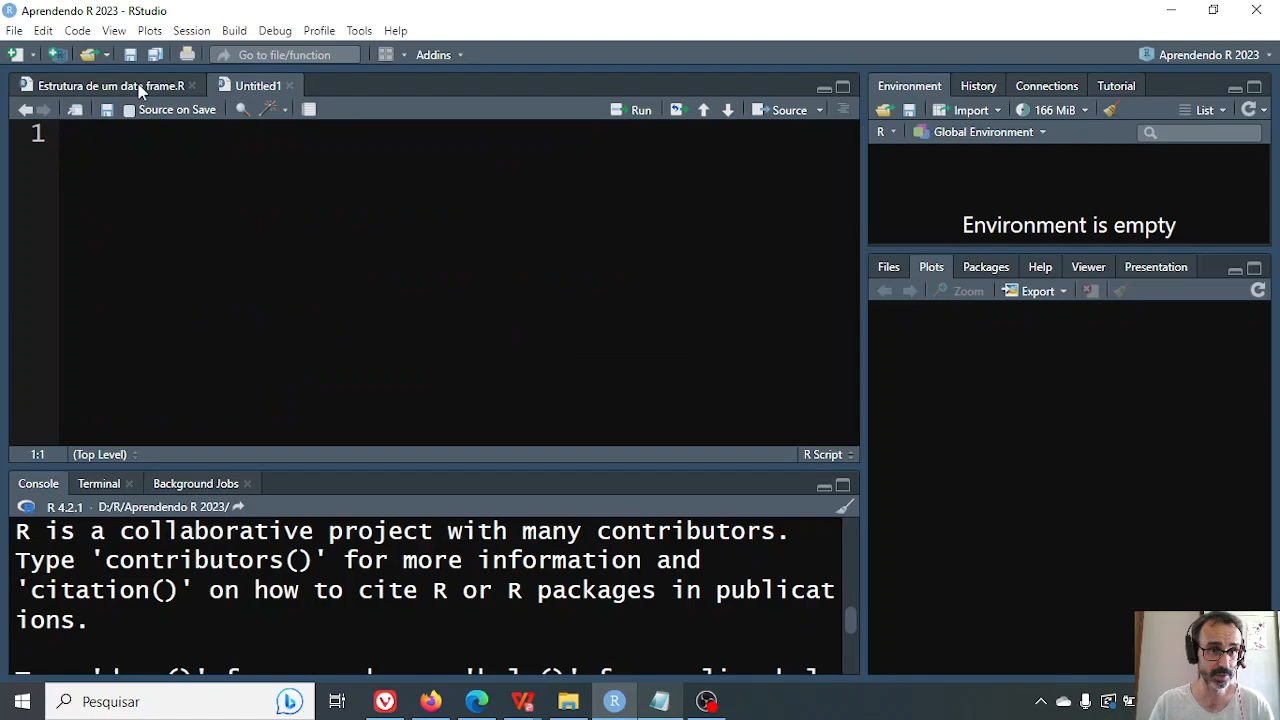 Aprendendo R 2023 - RStudio
File Edit Code View Plots Session Build Debug Profile Tools Help
Go to file/function Addins Aprendendo R 2023
Estrutura de um data frame.R Untitled1
Source on Save Run Source
1
1:1 (Top Level) R Script
Console Terminal Background Jobs
R 4.2.1 · D:/R/Aprendendo R 2023/
R is a collaborative project with many contributors.
Type 'contributors()' for more information and
'citation()' on how to cite R or R packages in publicat
ions.
Environment History Connections Tutorial
Import 166 MiB List
R Global Environment
Environment is empty
Files Plots Packages Help Viewer Presentation
Zoom Export
Pesquisar